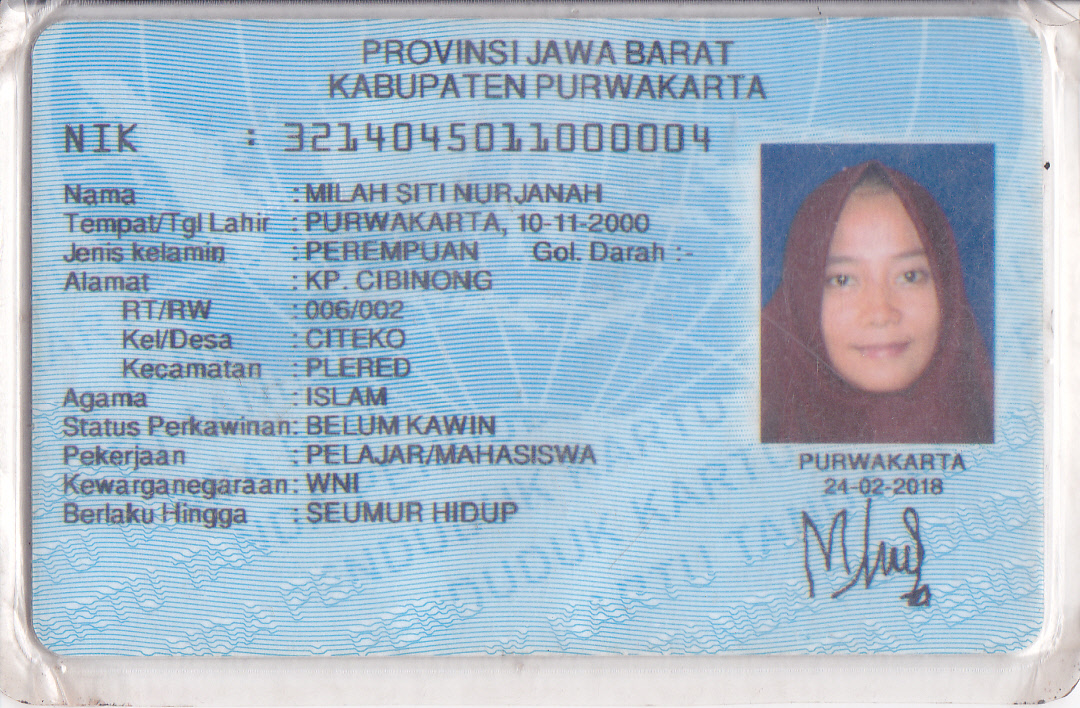 PROVINSI JAWA BARAT
KABUPATEN PURWAKARTA
NIK : 3214045011000004
Nama : MILAH SITI NURJANAH
Tempat/Tgl Lahir : PURWAKARTA, 10-11-2000
Jenis kelamin : PEREMPUAN Gol. Darah :-
Alamat : KP. CIBINONG
RT/RW : 006/002
Kel/Desa : CITEKO
Kecamatan : PLERED
Agama : ISLAM
Status Perkawinan: BELUM KAWIN
Pekerjaan : PELAJAR/MAHASISWA
Kewarganegaraan: WNI
Berlaku Hingga : SEUMUR HIDUP
PURWAKARTA
24-02-2018